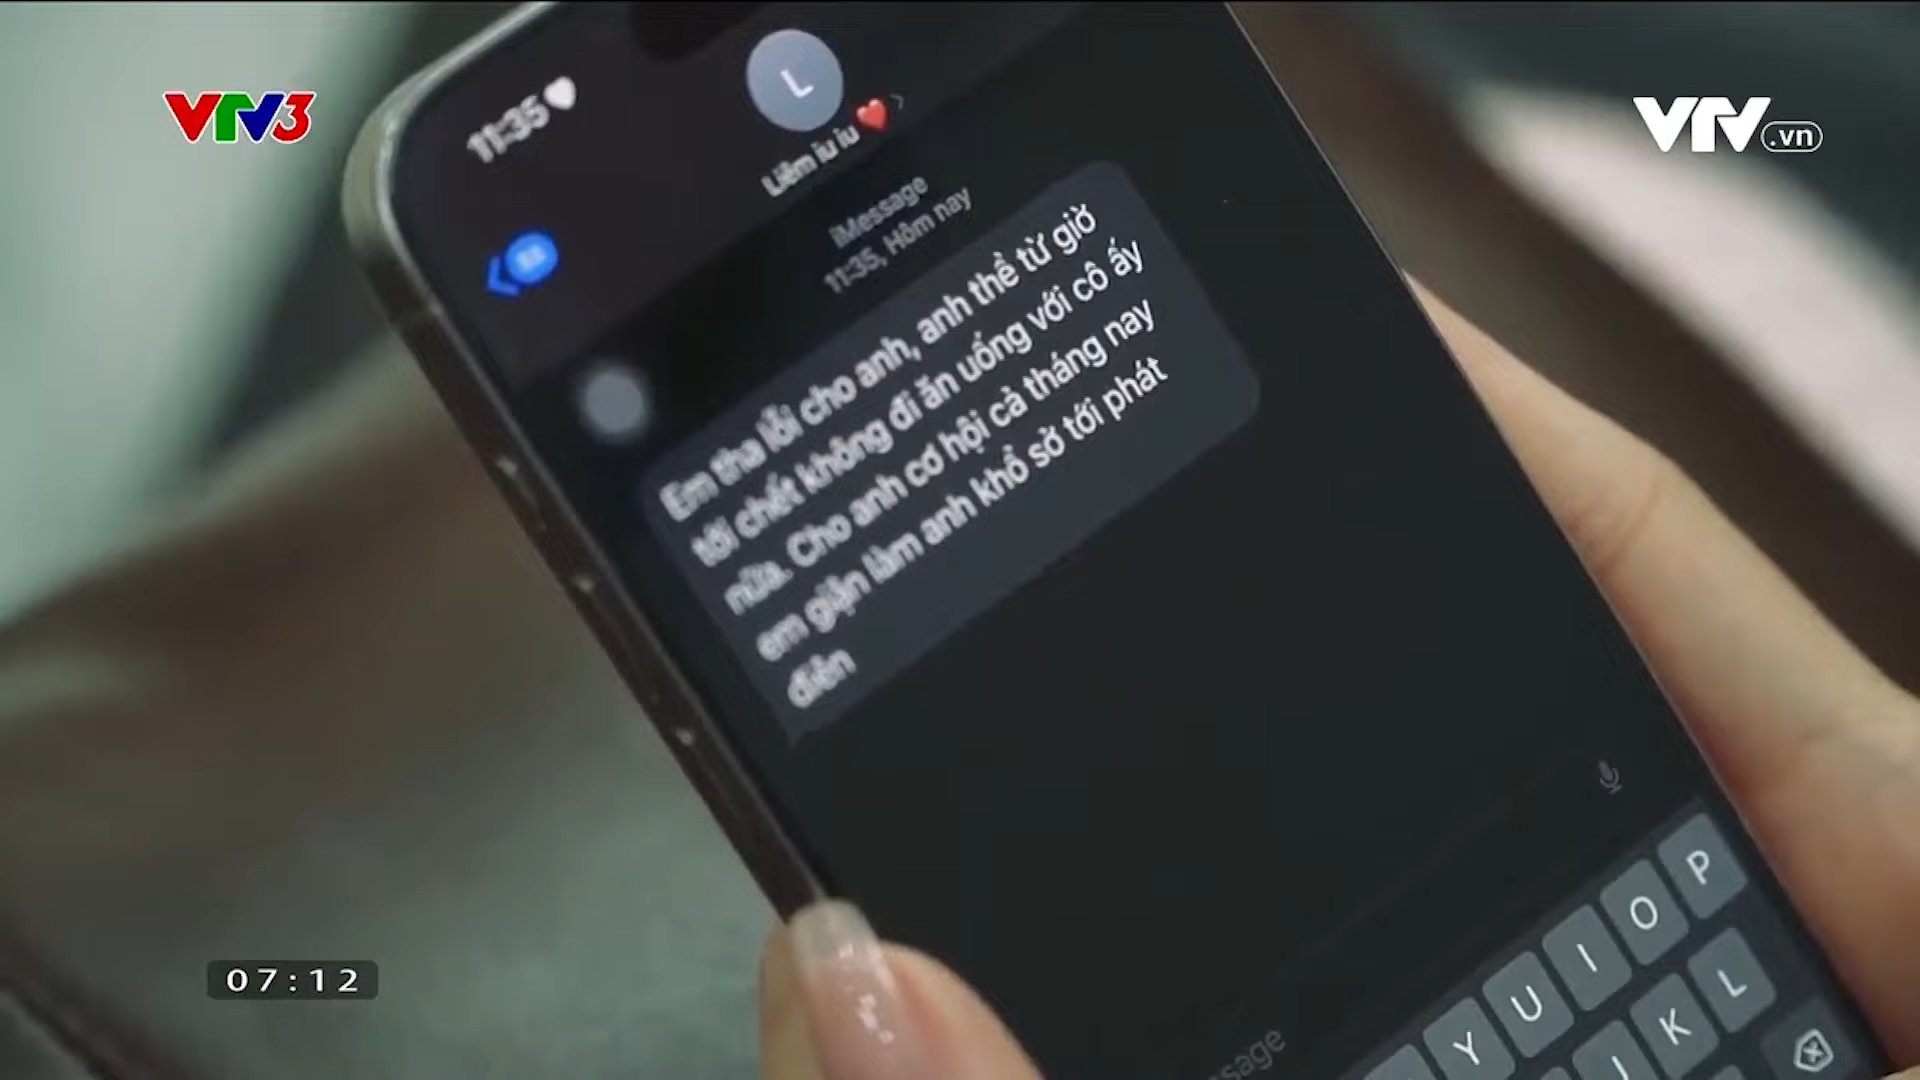 VTV3
VTV.vn
11:35
L
Liêm iu iu ❤️
iMessage
11:35, Hôm nay
Em tha lỗi cho anh, anh thề từ giờ
tới chết không đi ăn uống với cô ấy
nữa. Cho anh cơ hội cả tháng nay
em giận làm anh khổ sở tới phát
điên
P
O
I
U
Y
L
K
J
07:12